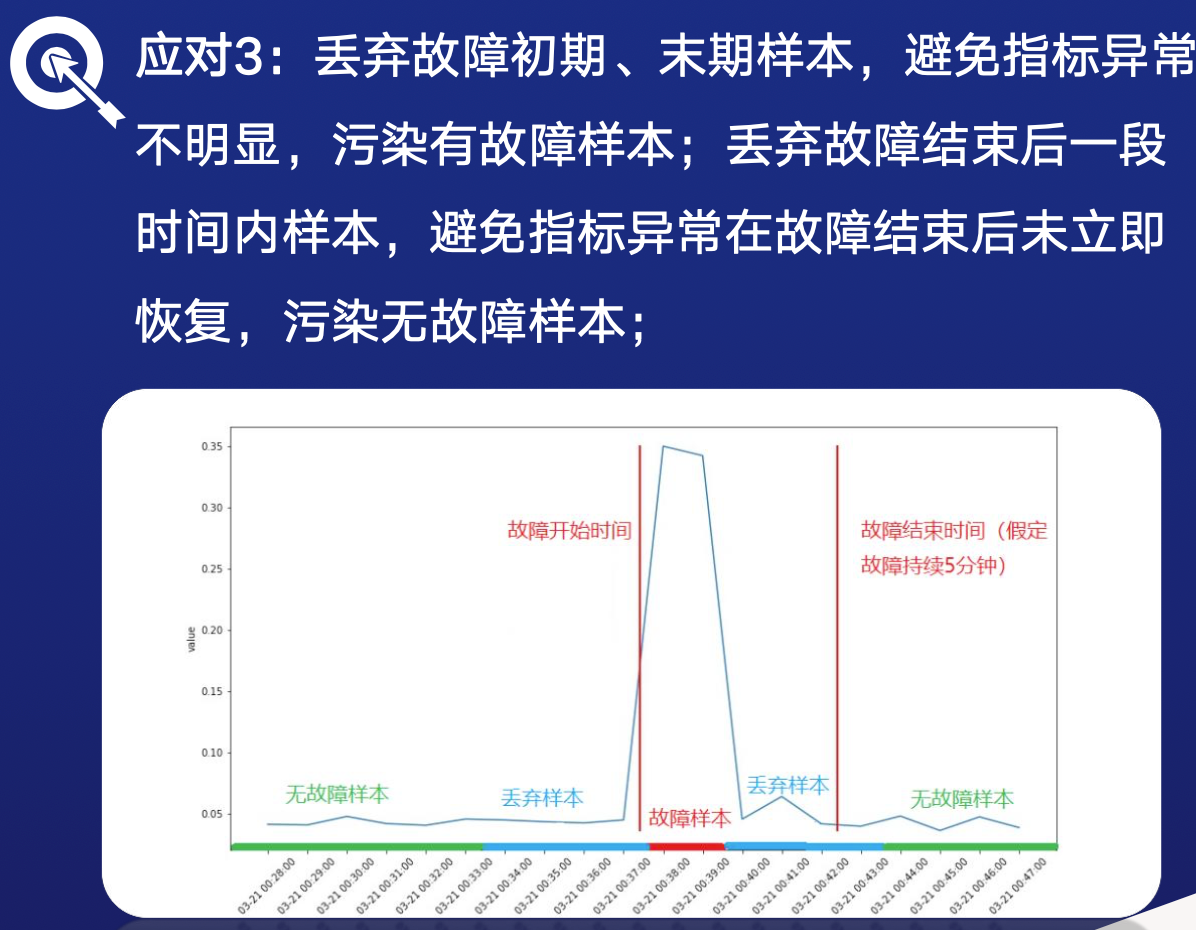 应对3：丢弃故障初期、末期样本，避免指标异常
不明显，污染有故障样本；丢弃故障结束后一段
时间内样本，避免指标异常在故障结束后未立即
恢复，污染无故障样本；
0.35
0.30
0.25
0.20
0.15
0.10
0.05
value
故障开始时间
故障结束时间（假定
故障持续5分钟）
无故障样本
丢弃样本
故障样本
丢弃样本
无故障样本
03-21 00:28:00
03-21 00:29:00
03-21 00:30:00
03-21 00:31:00
03-21 00:32:00
03-21 00:33:00
03-21 00:34:00
03-21 00:35:00
03-21 00:36:00
03-21 00:37:00
03-21 00:38:00
03-21 00:39:00
03-21 00:40:00
03-21 00:41:00
03-21 00:42:00
03-21 00:43:00
03-21 00:44:00
03-21 00:45:00
03-21 00:46:00
03-21 00:47:00